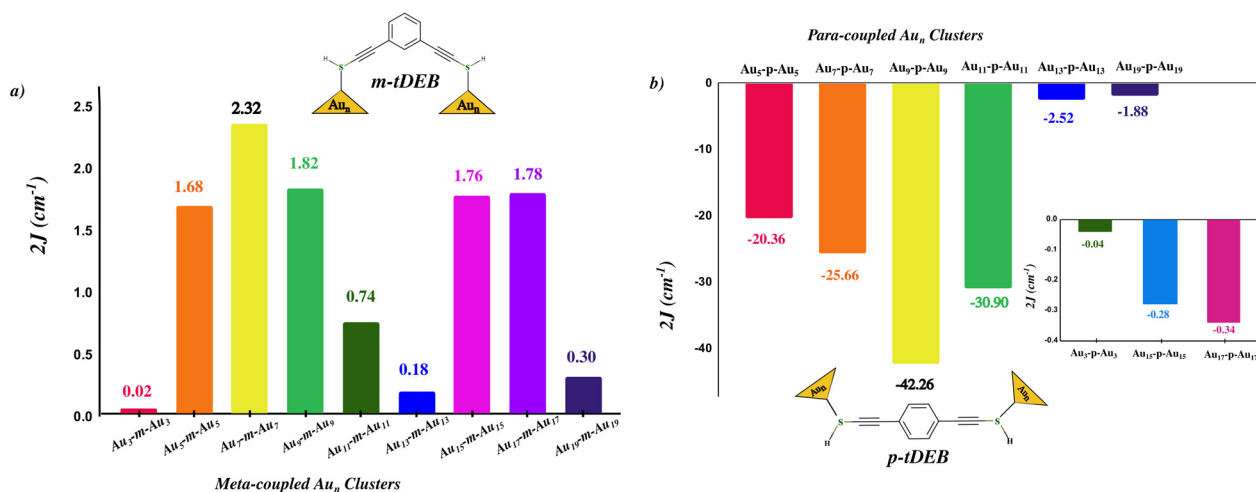 a)
H
S
S
H
m-tDEB
Auₙ
Auₙ
2J (cm⁻¹)
2.5
2.0
1.5
1.0
0.5
0.0
0.02
1.68
2.32
1.82
0.74
0.18
1.76
1.78
0.30
Au₃-m-Au₃
Au₅-m-Au₅
Au₇-m-Au₇
Au₉-m-Au₉
Au₁₁-m-Au₁₁
Au₁₃-m-Au₁₃
Au₁₅-m-Au₁₅
Au₁₇-m-Au₁₇
Au₁₉-m-Au₁₉
Meta-coupled Auₙ Clusters
b)
Para-coupled Auₙ Clusters
Au₅-p-Au₅
Au₇-p-Au₇
Au₉-p-Au₉
Au₁₁-p-Au₁₁
Au₁₃-p-Au₁₃
Au₁₉-p-Au₁₉
2J (cm⁻¹)
0
-10
-20
-30
-40
-20.36
-25.66
-42.26
-30.90
-2.52
-1.88
2J (cm⁻¹)
0.0
-0.1
-0.2
-0.3
-0.4
-0.04
-0.28
-0.34
Au₃-p-Au₃
Au₁₅-p-Au₁₅
Au₁₇-p-Au₁₇
Auₙ
Auₙ
S
H
S
H
p-tDEB